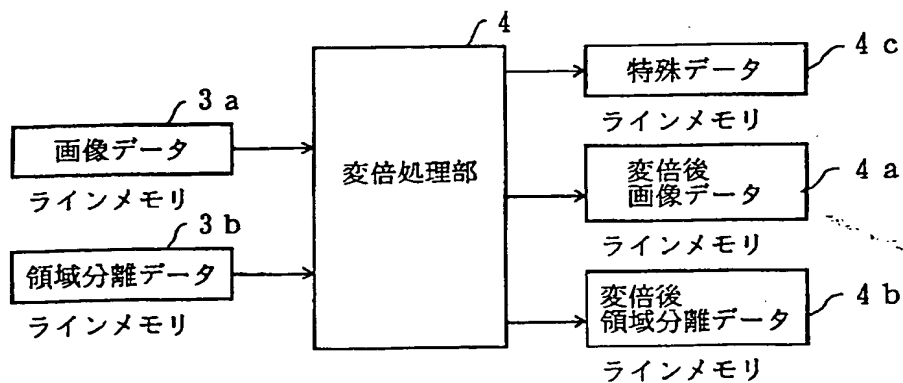 3a
画像データ
ラインメモリ
3b
領域分離データ
ラインメモリ
4
変倍処理部
4c
特殊データ
ラインメモリ
4a
変倍後
画像データ
ラインメモリ
4b
変倍後
領域分離データ
ラインメモリ